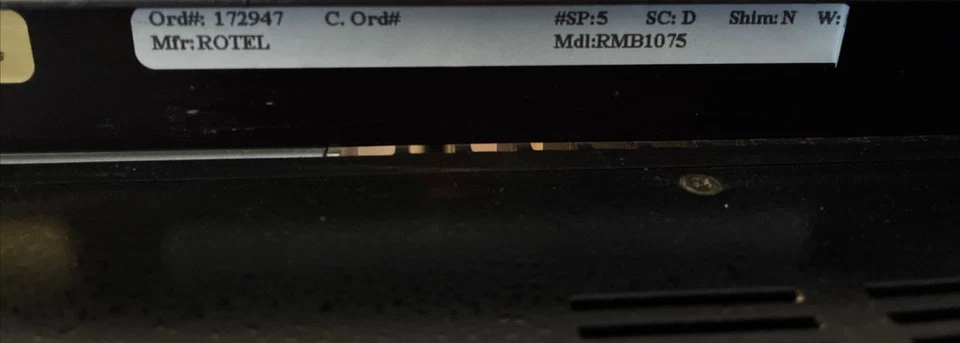 Ord#: 172947 C. Ord# #SP:5 SC: D Shim: N W:
Mfr: ROTEL Mdl:RMB1075